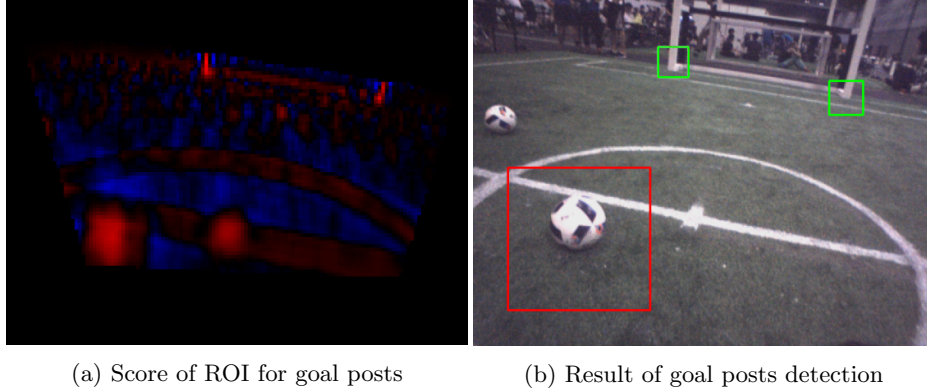 (a) Score of ROI for goal posts
(b) Result of goal posts detection